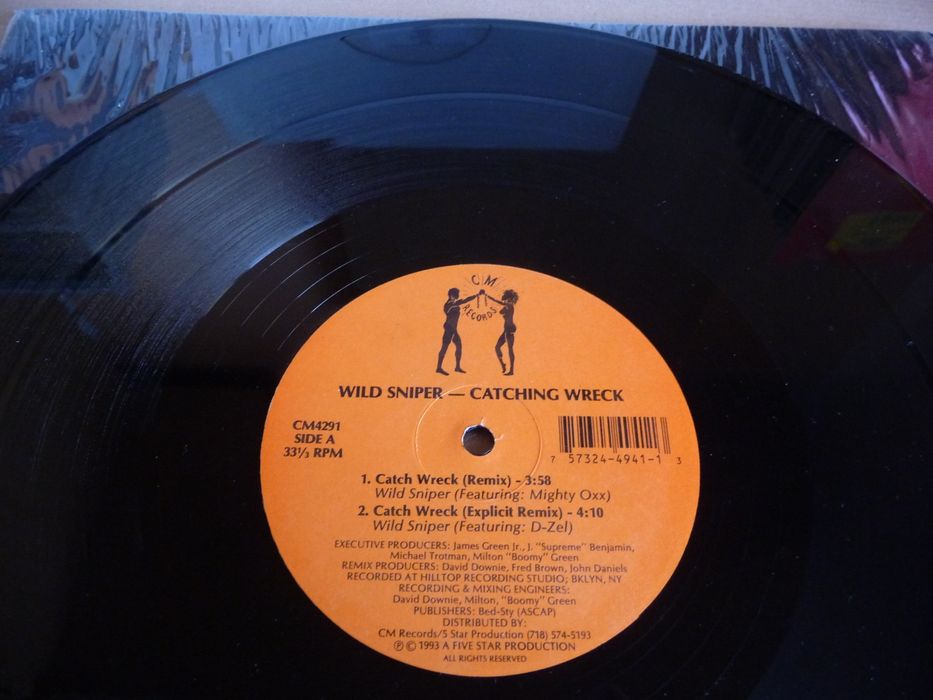 CM
RECORDS
WILD SNIPER — CATCHING WRECK
CM4291
SIDE A
33⅓ RPM
7 57324-4941-1 3
1. Catch Wreck (Remix) - 3:58
Wild Sniper (Featuring: Mighty Oxx)
2. Catch Wreck (Explicit Remix) - 4:10
Wild Sniper (Featuring: D-Zel)
EXECUTIVE PRODUCERS: James Green Jr., J. "Supreme" Benjamin,
Michael Trotman, Milton "Boomy" Green
REMIX PRODUCERS: David Downie, Fred Brown, John Daniels
RECORDED AT HILLTOP RECORDING STUDIO; BKLYN, NY
RECORDING & MIXING ENGINEERS:
David Downie, Milton, "Boomy" Green
PUBLISHERS: Bed-Sty (ASCAP)
DISTRIBUTED BY:
CM Records/5 Star Production (718) 574-5193
℗ © 1993 A FIVE STAR PRODUCTION
ALL RIGHTS RESERVED